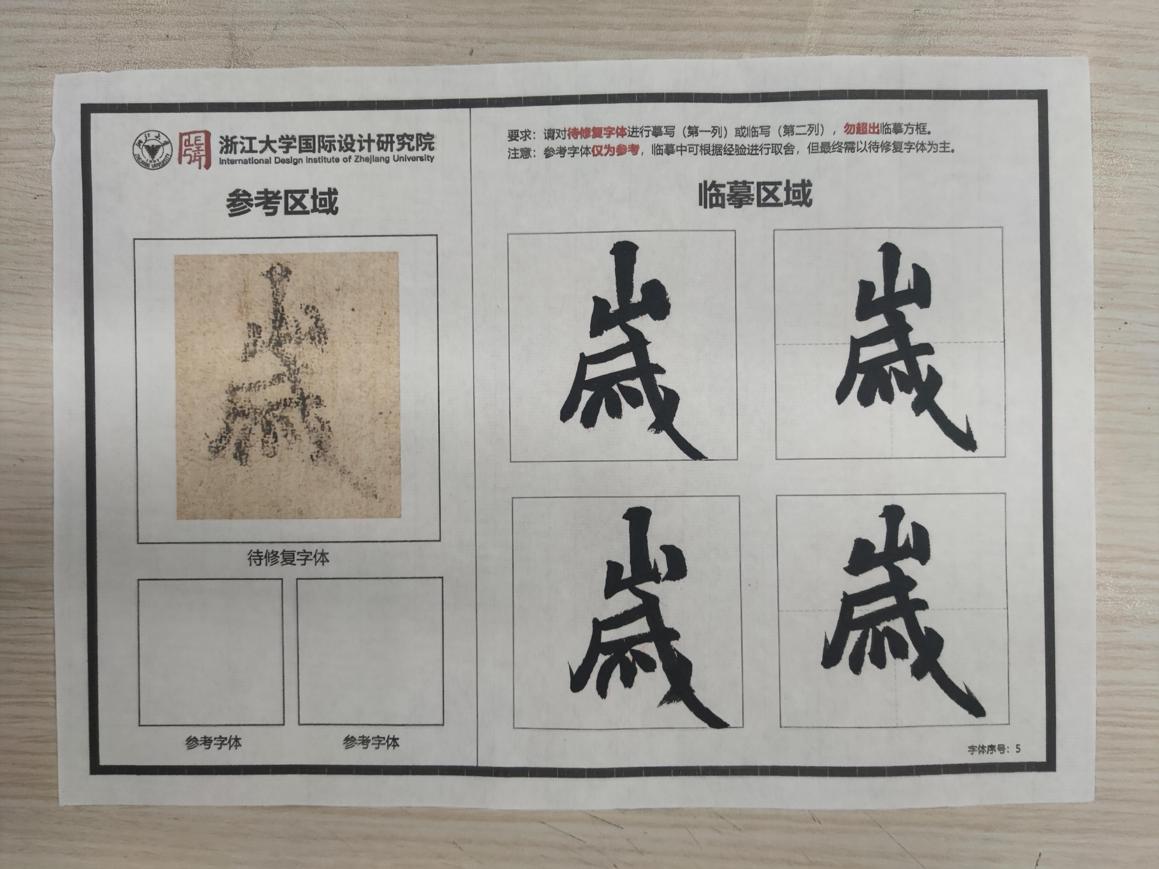 浙江大学国际设计研究院
International Design Institute of Zhejiang University
参考区域
嵗
待修复字体
参考字体 参考字体
要求：请对待修复字体进行摹写（第一列）或临写（第二列），勿超出临摹方框。
注意：参考字体仅为参考，临摹中可根据经验进行取舍，但最终需以待修复字体为主。
临摹区域
嵗 嵗
嵗 嵗
字体序号：5